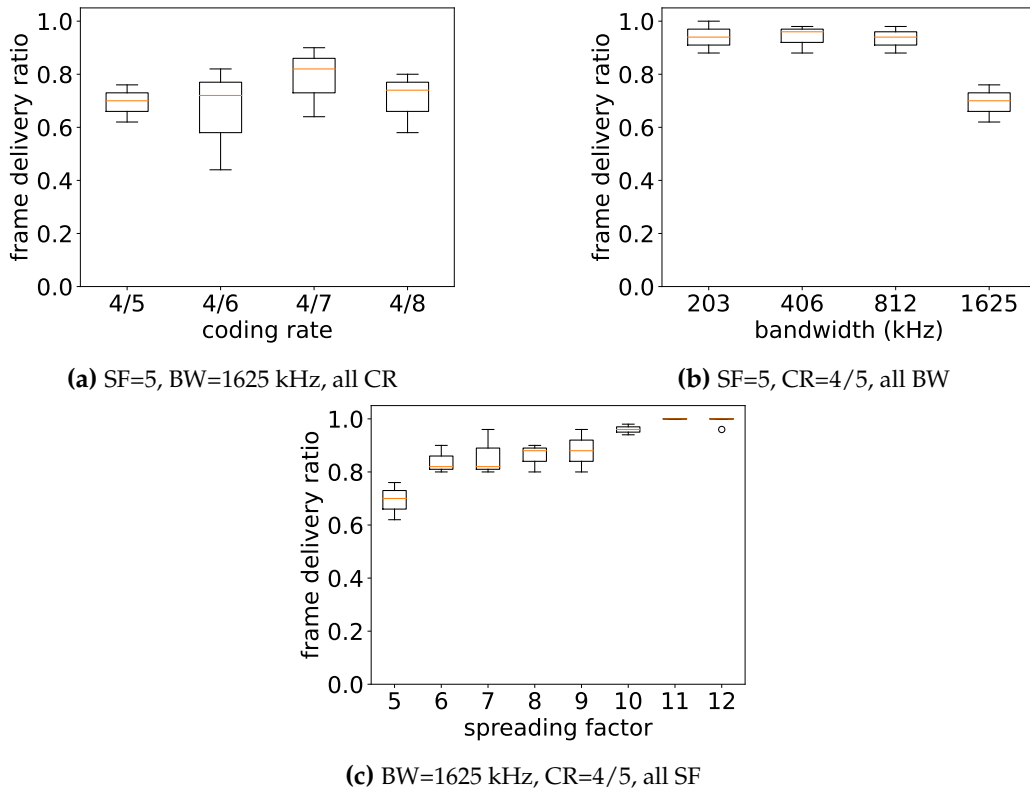 frame delivery ratio
1.0
0.8
0.6
0.4
0.2
0.0
4/5 4/6 4/7 4/8
coding rate
(a) SF=5, BW=1625 kHz, all CR
frame delivery ratio
1.0
0.8
0.6
0.4
0.2
0.0
203 406 812 1625
bandwidth (kHz)
(b) SF=5, CR=4/5, all BW
frame delivery ratio
1.0
0.8
0.6
0.4
0.2
0.0
5 6 7 8 9 10 11 12
spreading factor
(c) BW=1625 kHz, CR=4/5, all SF